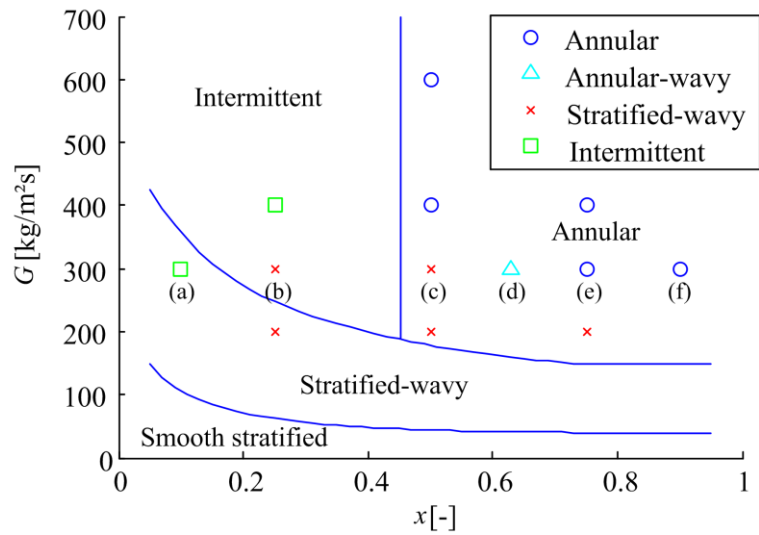 700
600
500
400
300
200
100
0
G [kg/m²s]
Intermittent
Annular
Annular-wavy
Stratified-wavy
Intermittent
Annular
(a)
(b)
(c)
(d)
(e)
(f)
Stratified-wavy
Smooth stratified
0
0.2
0.4
0.6
0.8
1
x [-]